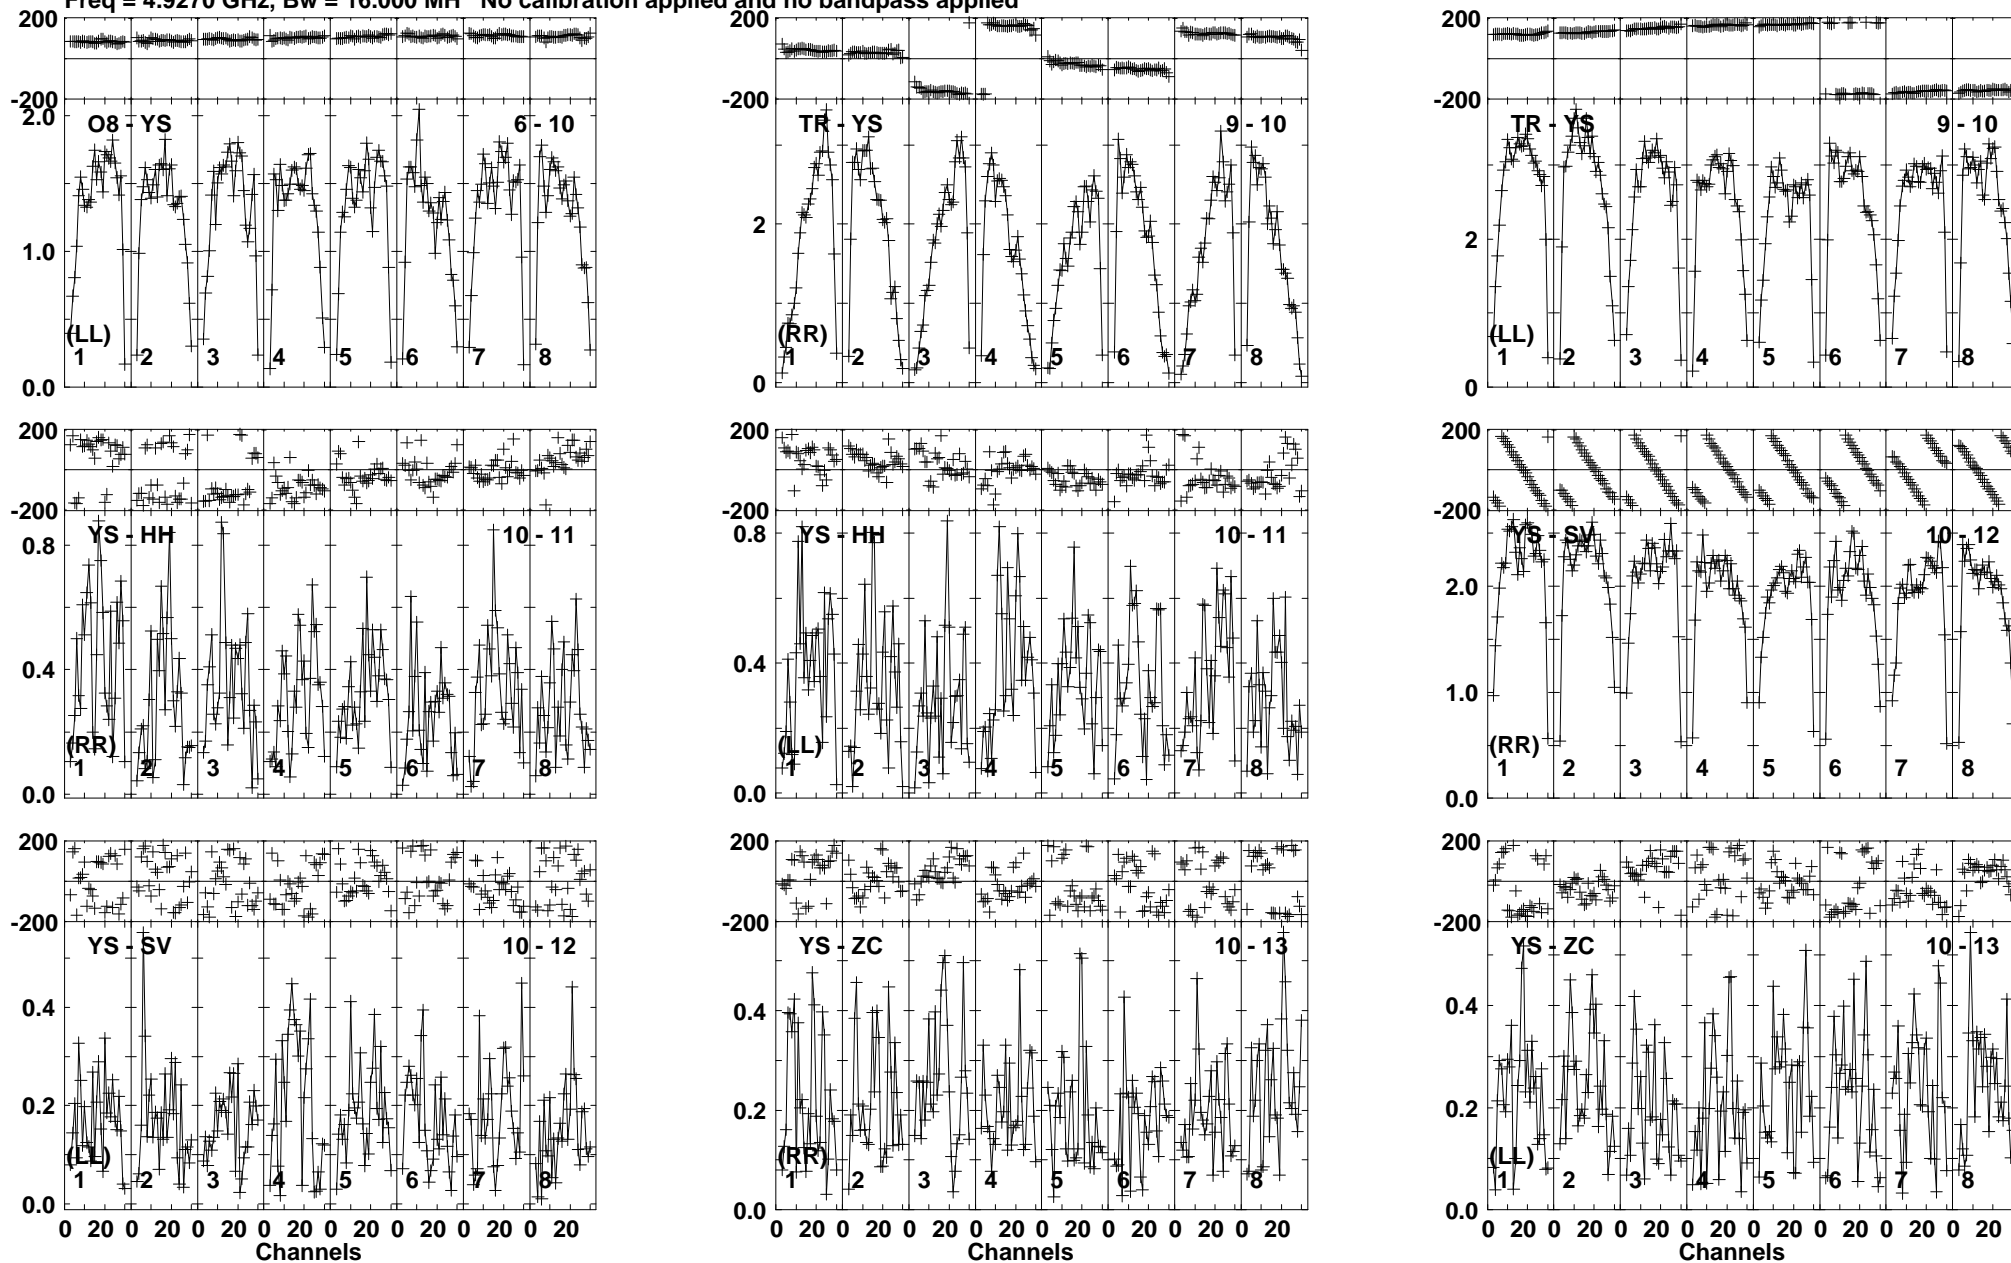 Freq = 4.9270 GHz, Bw = 16.000 MH No calibration applied and no bandpass applied
200 200 200
-200 -200 -200
2.0 O8 - YS 6 - 10 TR - YS 9 - 10 TR - YS 9 - 10
1.0 2 2
(LL) (RR) (LL)
1 2 3 4 5 6 7 8 1 2 3 4 5 6 7 8 1 2 3 4 5 6 7 8
0.0 0 0
200 200 200
-200 -200 -200
YS - HH 10 - 11 YS - HH 10 - 11 YS - SV 10 - 12
0.8 0.8 2.0
0.4 0.4 1.0
(RR) (LL) (RR)
1 2 3 4 5 6 7 8 1 2 3 4 5 6 7 8 1 2 3 4 5 6 7 8
0.0 0.0 0.0
200 200 200
-200 -200 -200
YS - SV 10 - 12 YS - ZC 10 - 13 YS - ZC 10 - 13
0.4 0.4 0.4
0.2 0.2 0.2
(LL) (RR) (LL)
1 2 3 4 5 6 7 8 1 2 3 4 5 6 7 8 1 2 3 4 5 6 7 8
0.0 0.0 0.0
0 20 0 20 0 20 0 20 0 20 0 20 0 20 0 20 0 20 0 20 0 20 0 20 0 20 0 20 0 20 0 20 0 20 0 20 0 20 0 20 0 20 0 20 0 20 0 20
Channels Channels Channels